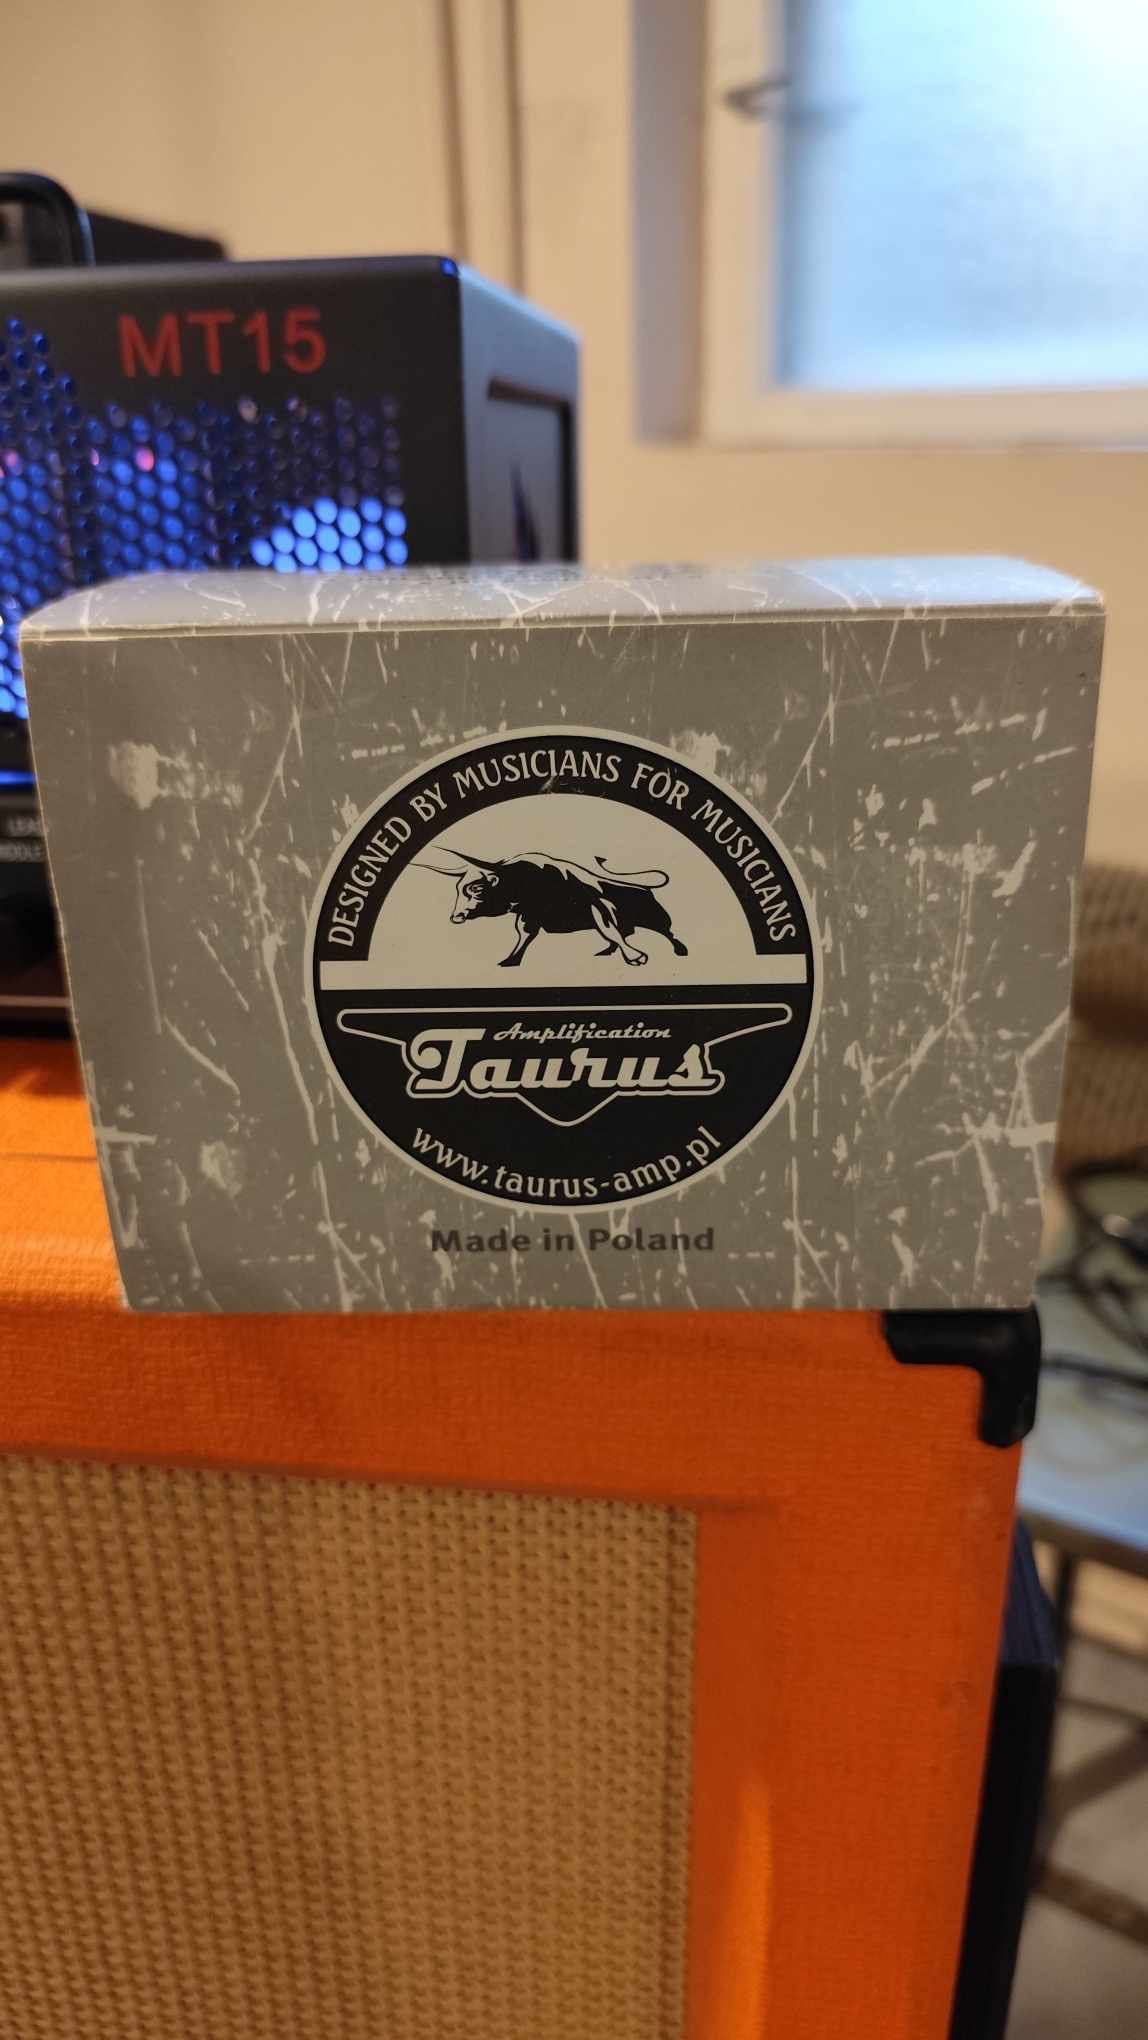 MT15
DESIGNED BY MUSICIANS FOR MUSICIANS
Amplification
Taurus
www.taurus-amp.pl
Made in Poland